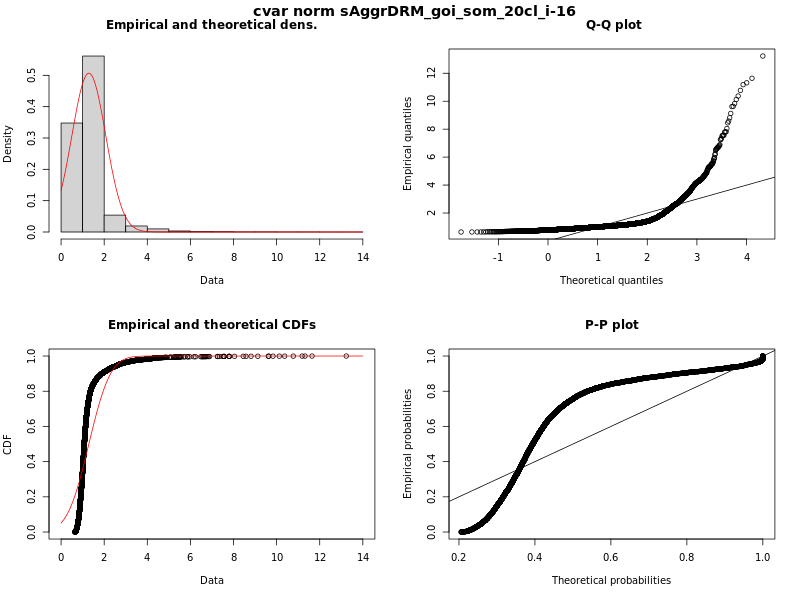 cvar norm sAggrDRM_goi_som_20cl_i-16
Empirical and theoretical dens.
Density
0.0 0.1 0.2 0.3 0.4 0.5
0 2 4 6 8 10 12 14
Data
Q-Q plot
Empirical quantiles
2 4 6 8 10 12
-1 0 1 2 3 4
Theoretical quantiles
Empirical and theoretical CDFs
CDF
0.0 0.2 0.4 0.6 0.8 1.0
0 2 4 6 8 10 12 14
Data
P-P plot
Empirical probabilities
0.0 0.2 0.4 0.6 0.8 1.0
0.2 0.4 0.6 0.8 1.0
Theoretical probabilities